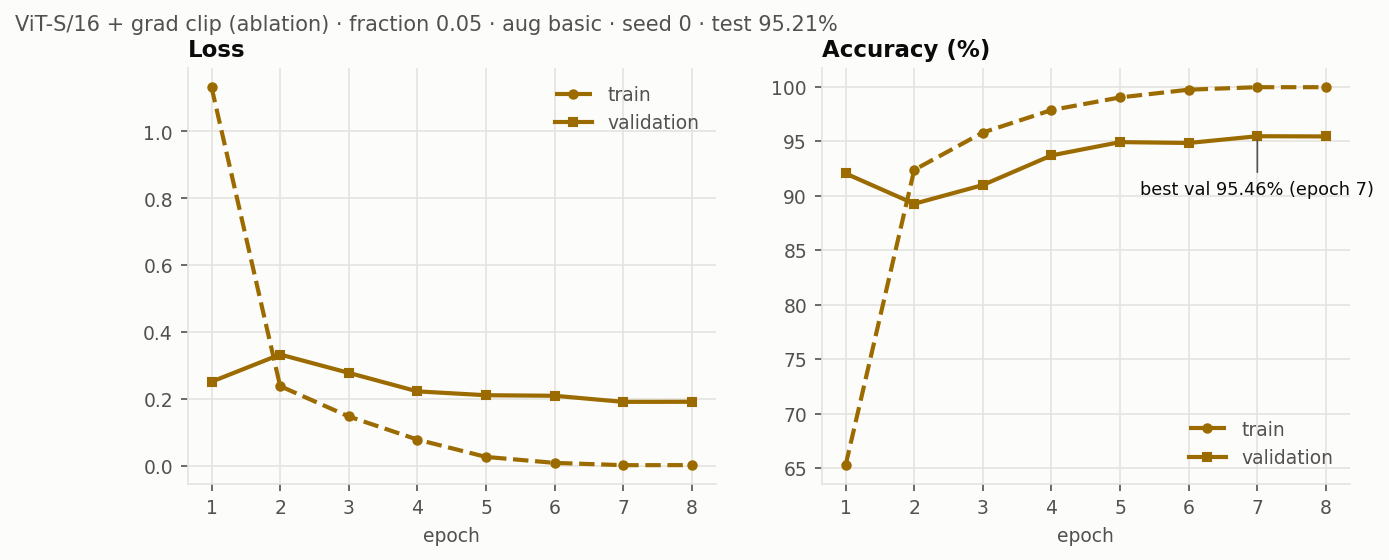 ViT-S/16 + grad clip (ablation) · fraction 0.05 · aug basic · seed 0 · test 95.21%
Loss
train
validation
1.0
0.8
0.6
0.4
0.2
0.0
1 2 3 4 5 6 7 8
epoch
Accuracy (%)
100
95
90
85
80
75
70
65
best val 95.46% (epoch 7)
train
validation
1 2 3 4 5 6 7 8
epoch